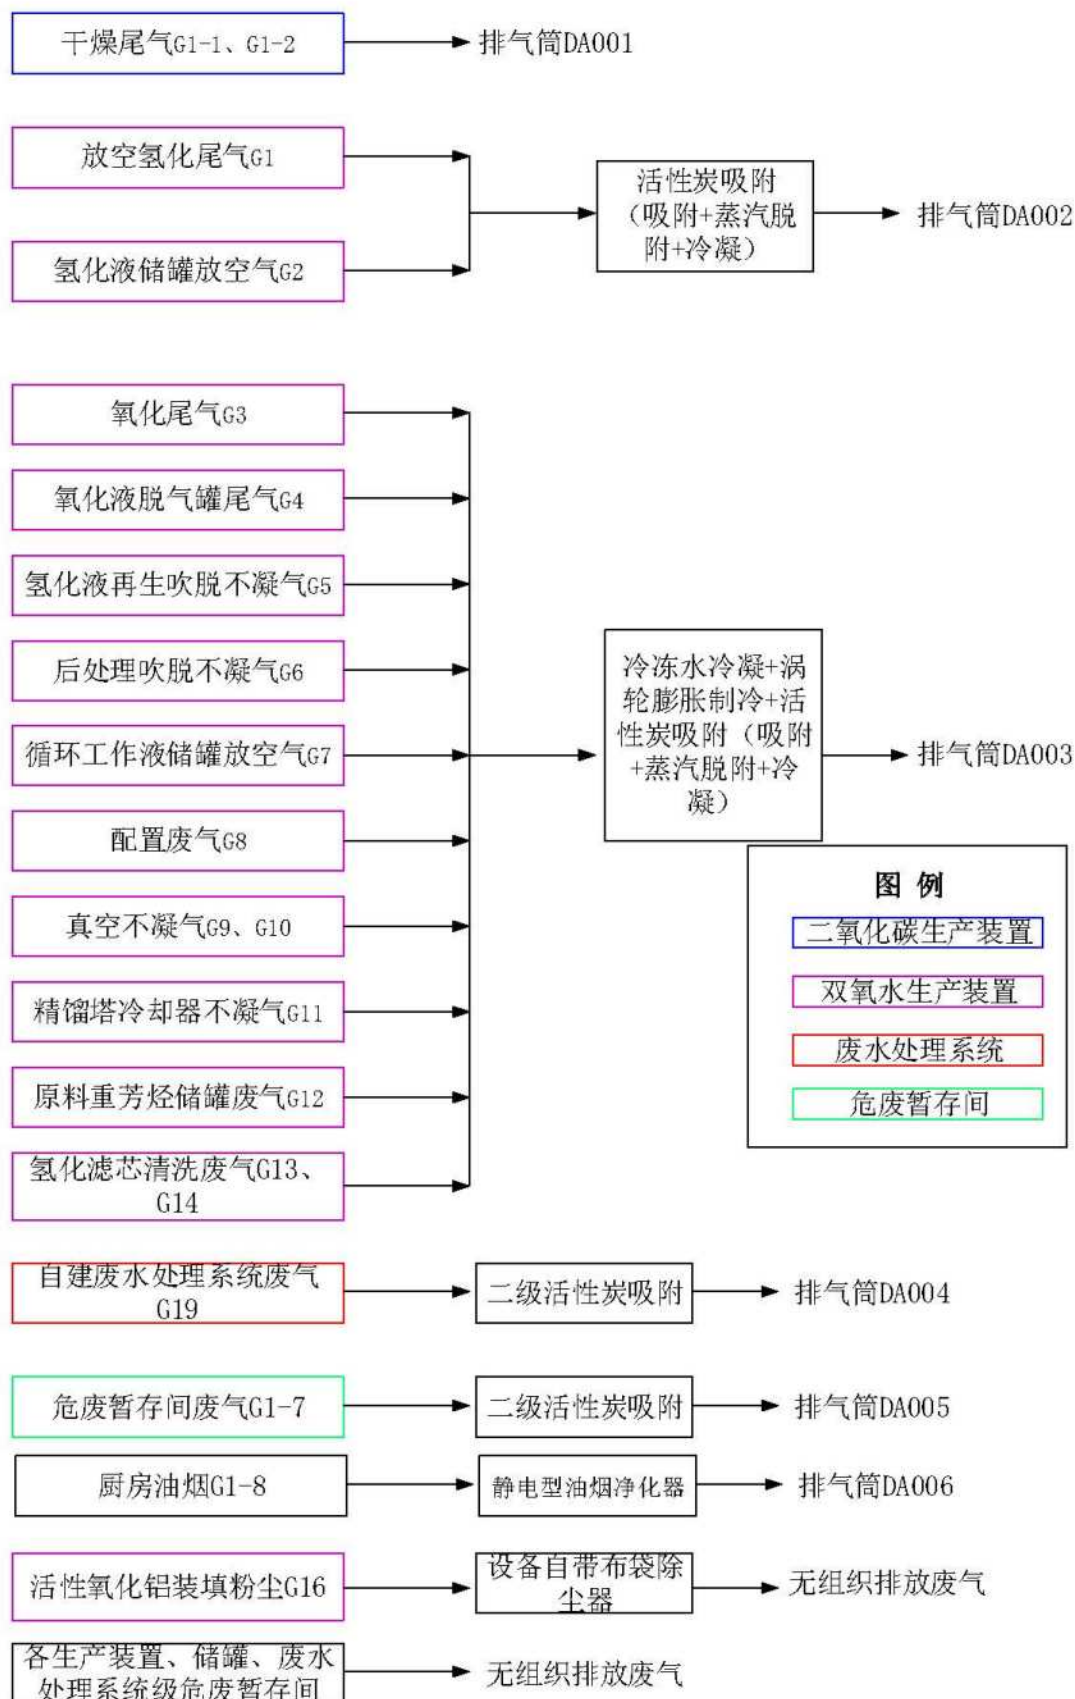 干燥尾气G1-1、G1-2
排气筒DA001
放空氢化尾气G1
氢化液储罐放空气G2
活性炭吸附
（吸附+蒸汽脱
附+冷凝）
排气筒DA002
氧化尾气G3
氧化液脱气罐尾气G4
氢化液再生吹脱不凝气G5
后处理吹脱不凝气G6
循环工作液储罐放空气G7
配置废气G8
真空不凝气G9、G10
精馏塔冷却器不凝气G11
原料重芳烃储罐废气G12
氢化滤芯清洗废气G13、
G14
冷冻水冷凝+涡
轮膨胀制冷+活
性炭吸附（吸附
+蒸汽脱附+冷
凝）
排气筒DA003
图 例
二氧化碳生产装置
双氧水生产装置
废水处理系统
危废暂存间
自建废水处理系统废气
G19
二级活性炭吸附
排气筒DA004
危废暂存间废气G1-7
二级活性炭吸附
排气筒DA005
厨房油烟G1-8
静电型油烟净化器
排气筒DA006
活性氧化铝装填粉尘G16
设备自带布袋除
尘器
无组织排放废气
各生产装置、储罐、废水
处理系统级危废暂存间
无组织排放废气